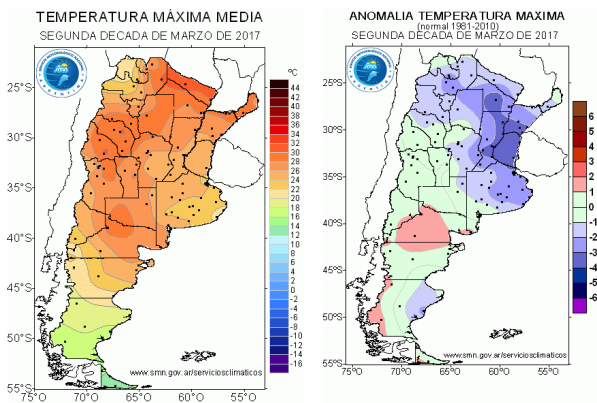 TEMPERATURA MÁXIMA MEDIA
SEGUNDA DECADA DE MARZO DE 2017
25°S
30°S
35°S
40°S
45°S
50°S
55°S
75°W
70°W
65°W
60°W
55°W
°C
44
42
40
38
36
34
32
30
28
26
24
22
20
18
16
14
12
10
8
6
4
2
0
-2
-4
-6
-8
-10
-12
-14
-16
www.smn.gov.ar/serviciosclimaticos
ANOMALIA TEMPERATURA MAXIMA
(normal 1981-2010)
SEGUNDA DECADA DE MARZO DE 2017
25°S
30°S
35°S
40°S
45°S
50°S
55°S
75°W
70°W
65°W
60°W
55°W
6
5
4
3
2
1
0
-1
-2
-3
-4
-5
-6
www.smn.gov.ar/serviciosclimaticos